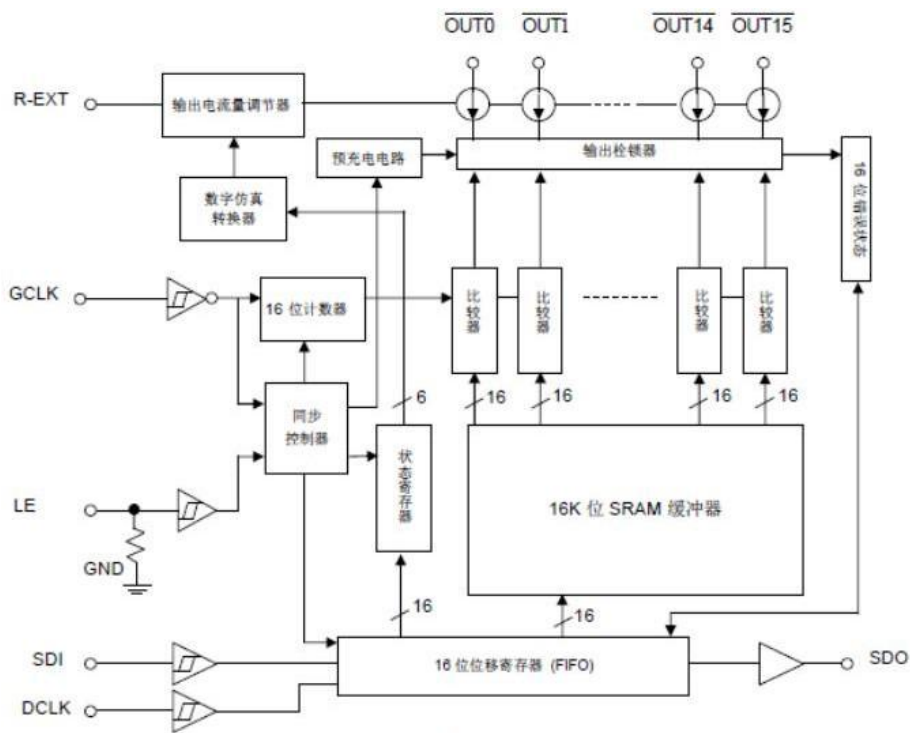 OUT0
OUT1
OUT14
OUT15
R-EXT
输出电流量调节器
预充电电路
输出栓锁器
16 位错误状态
数字仿真
转换器
GCLK
16 位计数器
比较器
比较器
比较器
比较器
6
16
16
16
16
同步
控制器
状态寄存器
16K 位 SRAM 缓冲器
LE
GND
16
16
SDI
16 位位移寄存器 (FIFO)
SDO
DCLK